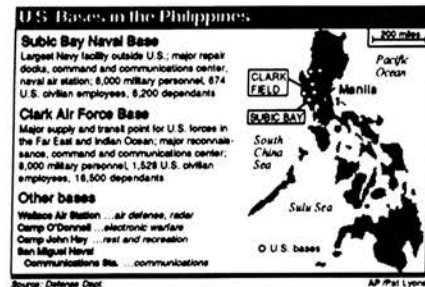 U.S. Bases in the Philippines
Subic Bay Naval Base
Largest Navy facility outside U.S.; major repair
docks, command and communications center,
naval air station; 6,000 military personnel, 674
U.S. civilian employees, 6,200 dependants
Clark Air Force Base
Major supply and transit point for U.S. forces in
the Far East and Indian Ocean; major reconnais-
sance, command and communications center;
8,000 military personnel, 1,528 U.S. civilian
employees, 16,500 dependants
Other bases
Wallace Air Station ...air defense, radar
Camp O'Donnell ...electronic warfare
Camp John Hay ...rest and recreation
San Miguel Naval
Communications Sta. ...communications
Source: Defense Dept.
200 miles
Pacific
Ocean
CLARK
FIELD
Manila
SUBIC BAY
South
China
Sea
Sulu Sea
O U.S. bases
AP /Pat Lyons